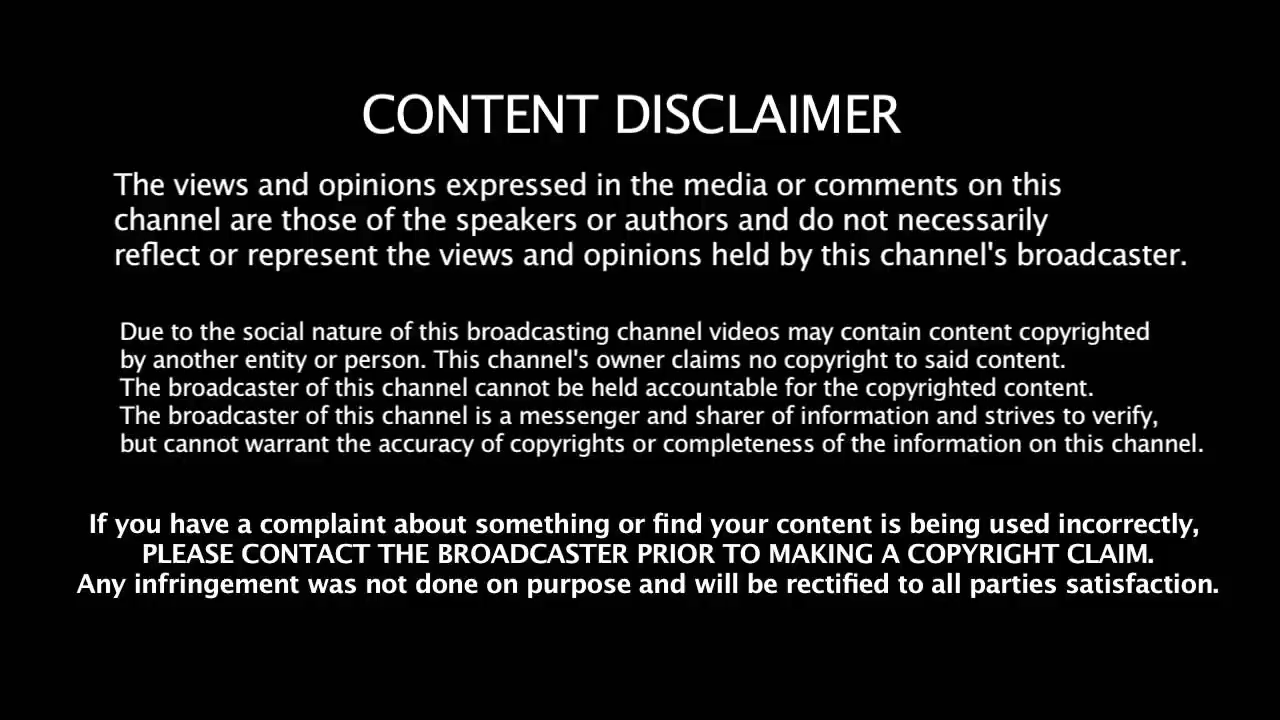 CONTENT DISCLAIMER
The views and opinions expressed in the media or comments on this
channel are those of the speakers or authors and do not necessarily
reflect or represent the views and opinions held by this channel's broadcaster.
Due to the social nature of this broadcasting channel videos may contain content copyrighted
by another entity or person. This channel's owner claims no copyright to said content.
The broadcaster of this channel cannot be held accountable for the copyrighted content.
The broadcaster of this channel is a messenger and sharer of information and strives to verify,
but cannot warrant the accuracy of copyrights or completeness of the information on this channel.
If you have a complaint about something or find your content is being used incorrectly,
PLEASE CONTACT THE BROADCASTER PRIOR TO MAKING A COPYRIGHT CLAIM.
Any infringement was not done on purpose and will be rectified to all parties satisfaction.